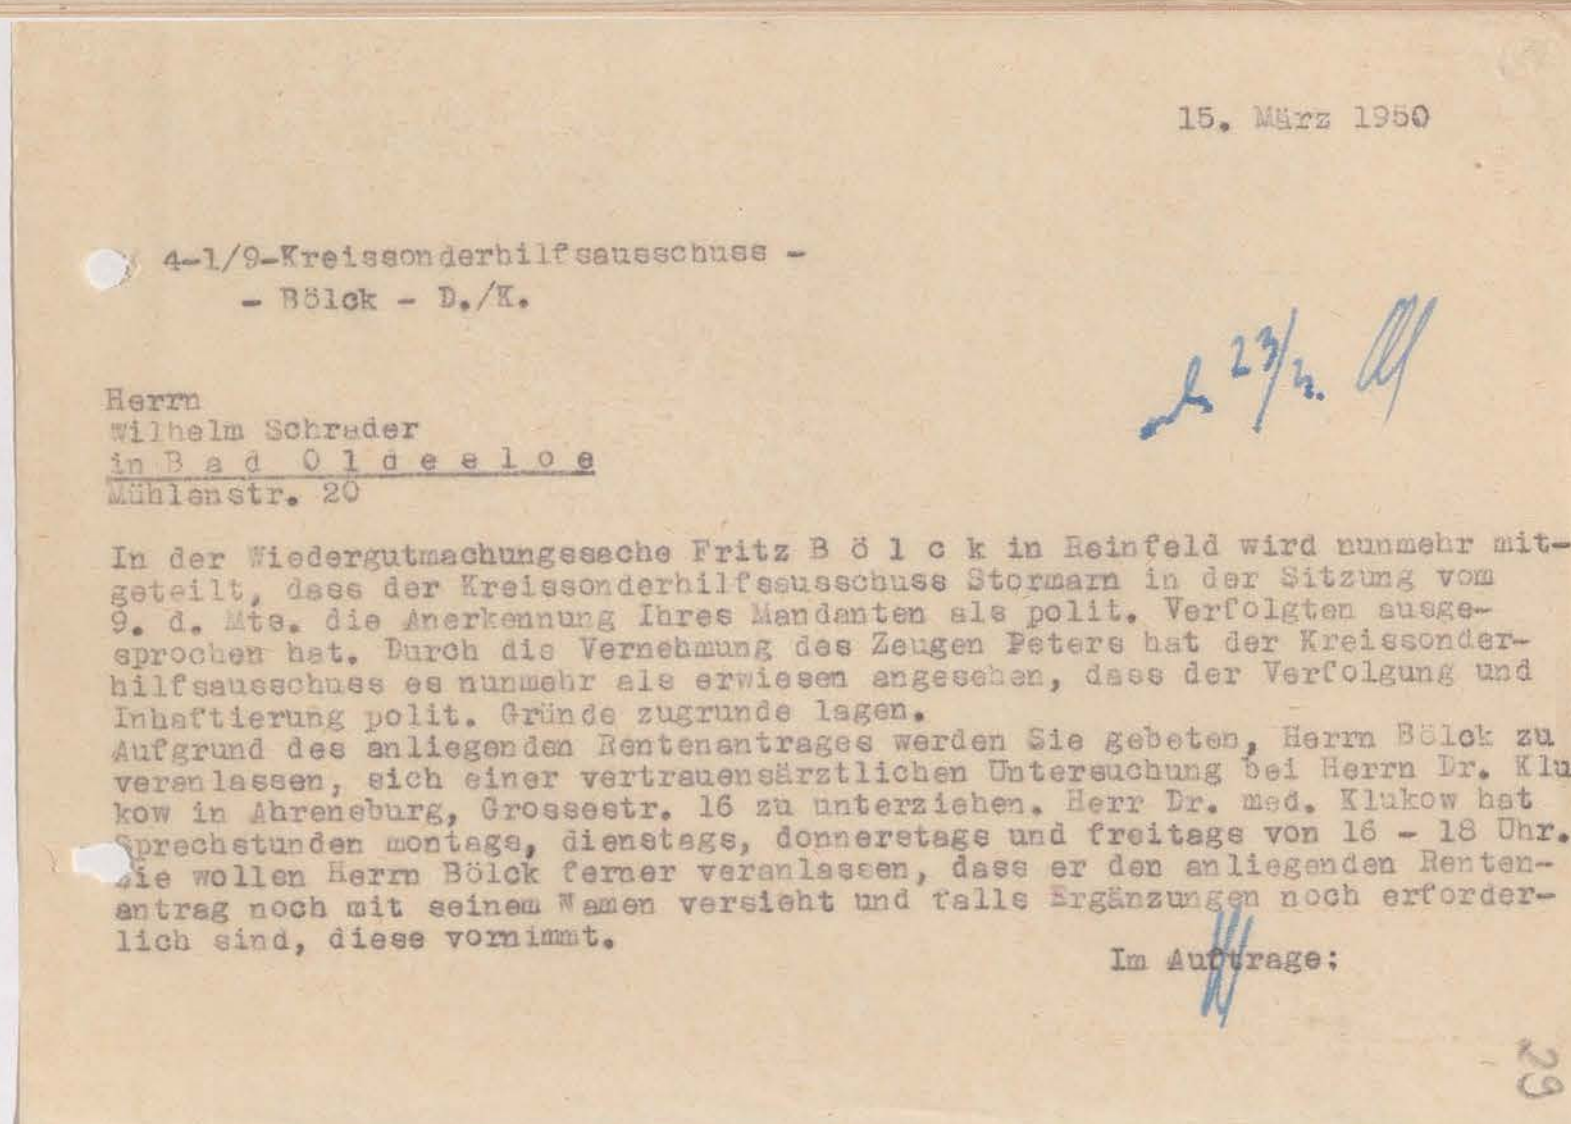 15. März 1950
4-1/9-Kreissonderhilfsausschuss -
- Bölck - D./K.
23/3.
Herrn
Wilhelm Schrader
in B a d O l d e s l o e
Mühlenstr. 20
In der Wiedergutmachungssache Fritz B ö l c k in Reinfeld wird nunmehr mit-
geteilt, dass der Kreissonderhilfsausschuss Stormarn in der Sitzung vom
9. d. Mts. die Anerkennung Ihres Mandanten als polit. Verfolgten ausge-
sprochen hat. Durch die Vernehmung des Zeugen Peters hat der Kreissonder-
hilfsausschuss es nunmehr als erwiesen angesehen, dass der Verfolgung und
Inhaftierung polit. Gründe zugrunde lagen.
Aufgrund des anliegenden Rentenantrages werden Sie gebeten, Herrn Bölck zu
veranlassen, sich einer vertrauensärztlichen Untersuchung bei Herrn Dr. Klu
kow in Ahrensburg, Grossestr. 16 zu unterziehen. Herr Dr. med. Klukow hat
Sprechstunden montags, dienstags, donnerstags und freitags von 16 - 18 Uhr.
Sie wollen Herrn Bölck ferner veranlassen, dass er den anliegenden Renten-
antrag noch mit seinem Namen versieht und falls Ergänzungen noch erforder-
lich sind, diese vornimmt.
Im Auftrage:
29